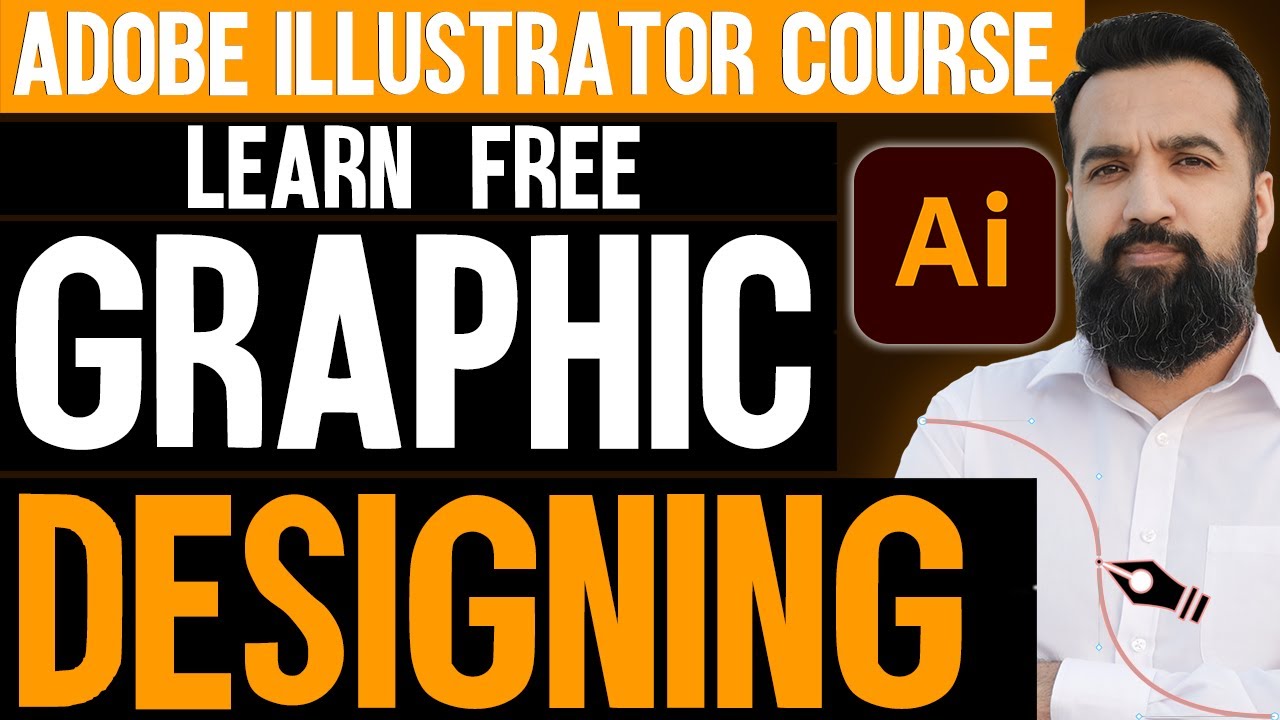 ADOBE ILLUSTRATOR COURSE
LEARN FREE
GRAPHIC
DESIGNING
Ai